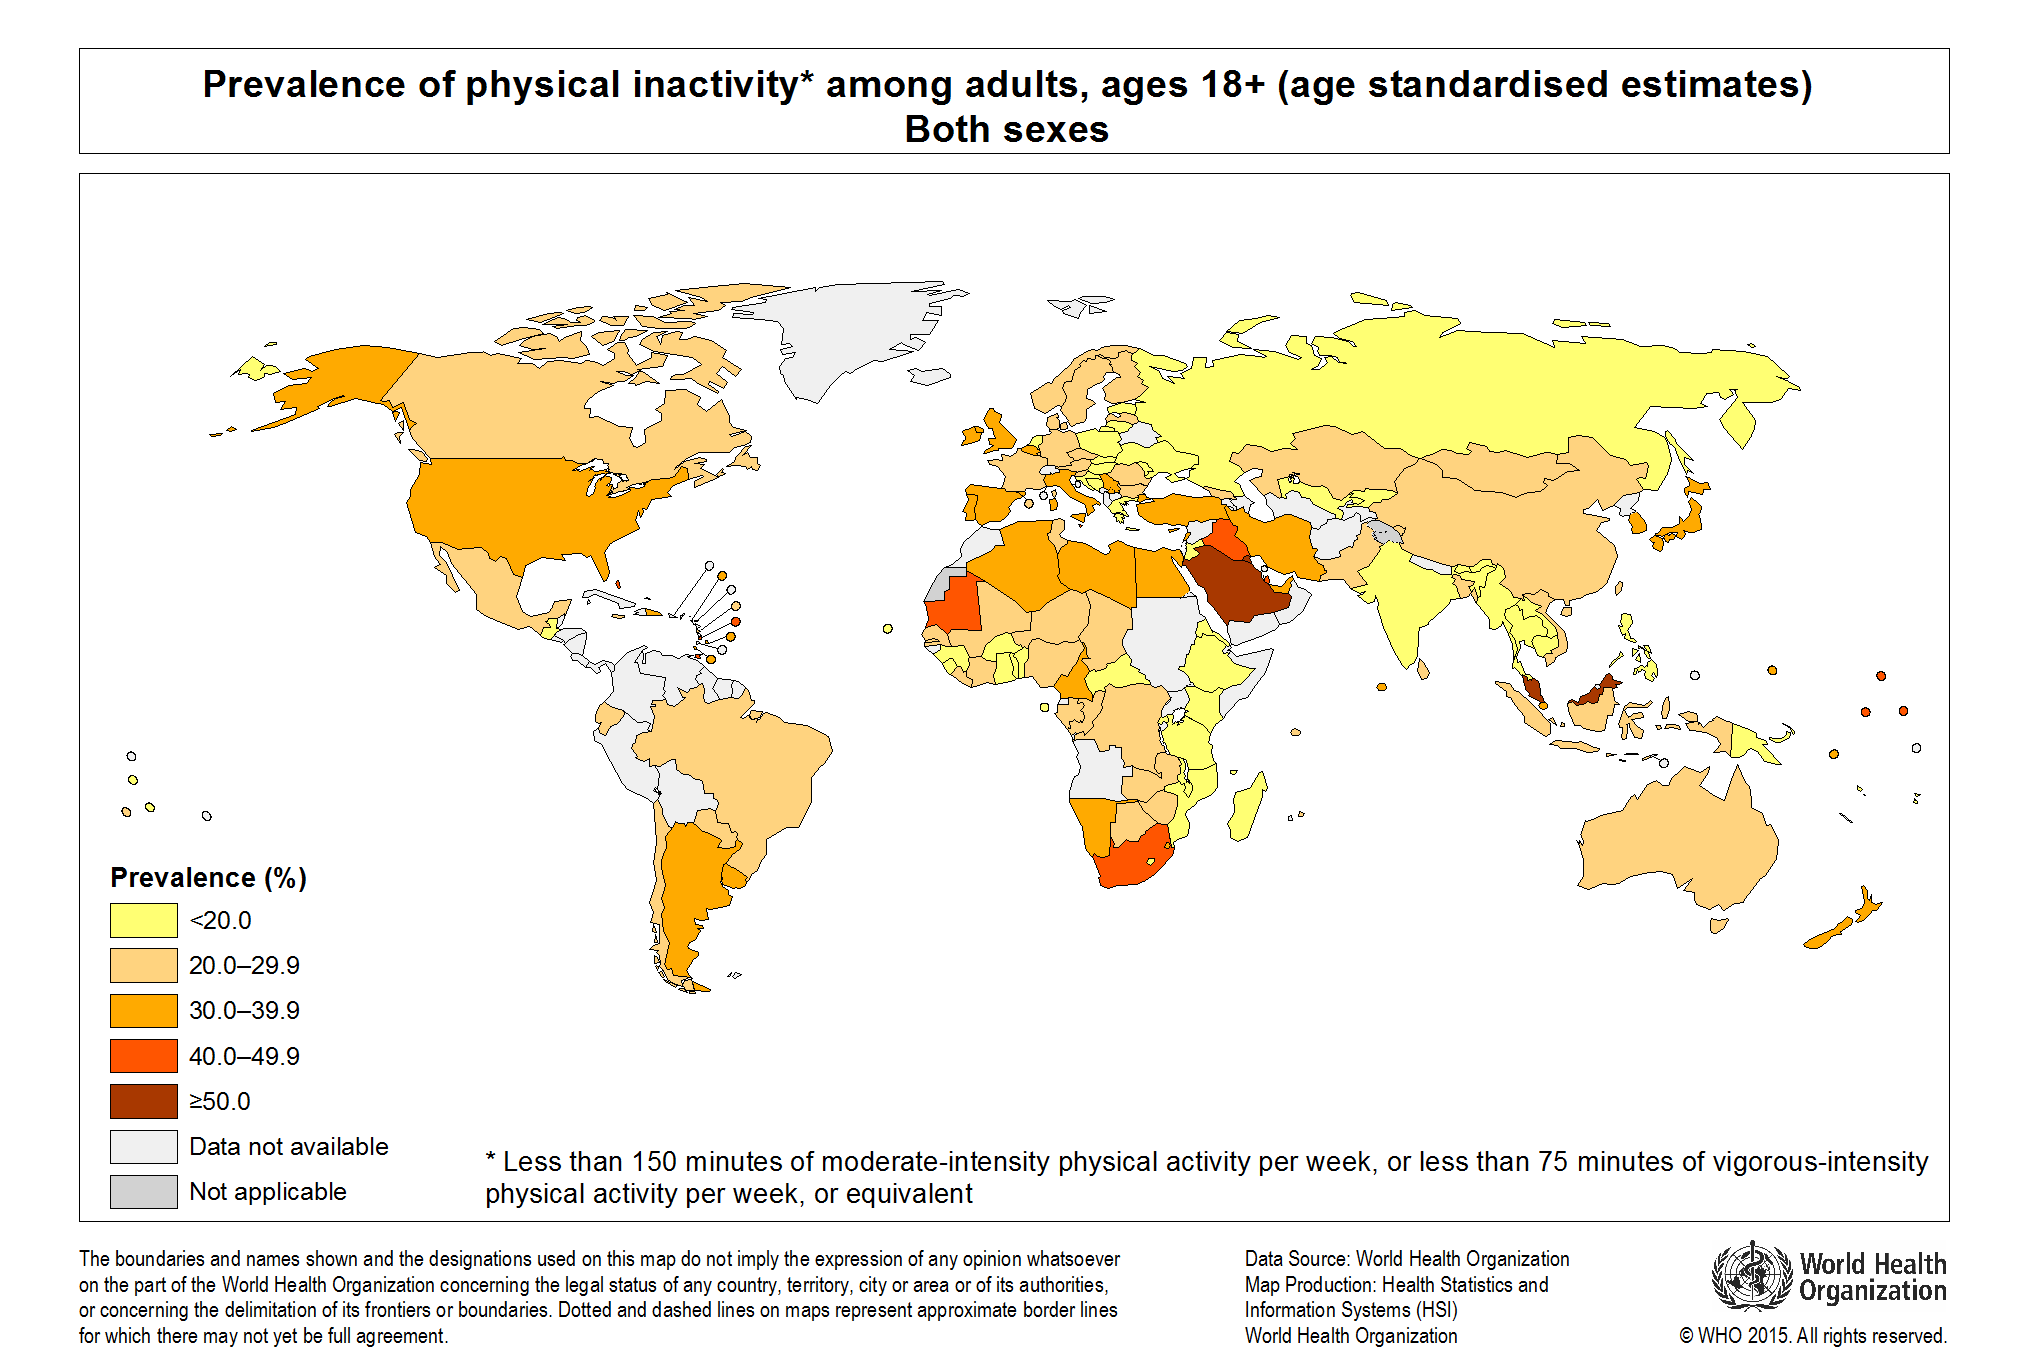 Prevalence of physical inactivity* among adults, ages 18+ (age standardised estimates)
Both sexes
Prevalence (%)
<20.0
20.0–29.9
30.0–39.9
40.0–49.9
≥50.0
Data not available
Not applicable
* Less than 150 minutes of moderate-intensity physical activity per week, or less than 75 minutes of vigorous-intensity
physical activity per week, or equivalent
The boundaries and names shown and the designations used on this map do not imply the expression of any opinion whatsoever
on the part of the World Health Organization concerning the legal status of any country, territory, city or area or of its authorities,
or concerning the delimitation of its frontiers or boundaries. Dotted and dashed lines on maps represent approximate border lines
for which there may not yet be full agreement.
Data Source: World Health Organization
Map Production: Health Statistics and
Information Systems (HSI)
World Health Organization
World Health
Organization
© WHO 2015. All rights reserved.